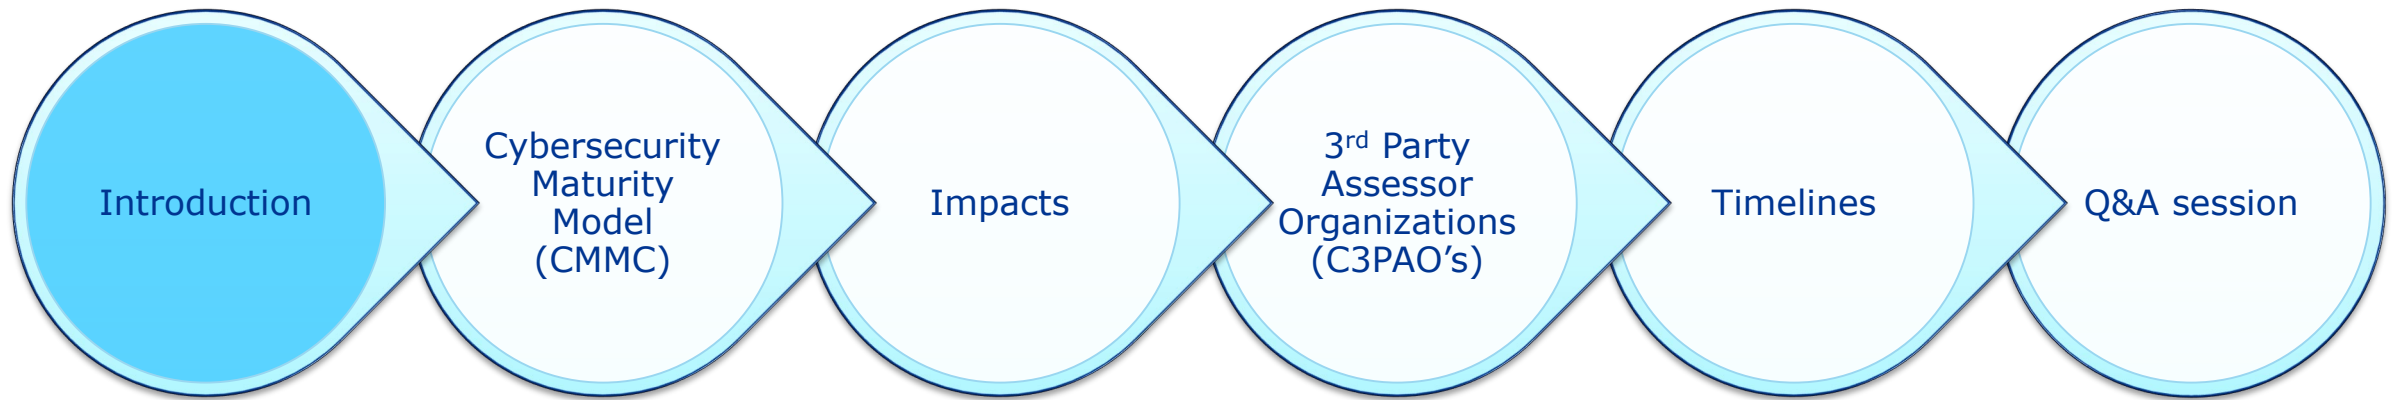 Introduction
Cybersecurity
Maturity
Model
(CMMC)
Impacts
3rd Party
Assessor
Organizations
(C3PAO’s)
Timelines
Q&A session